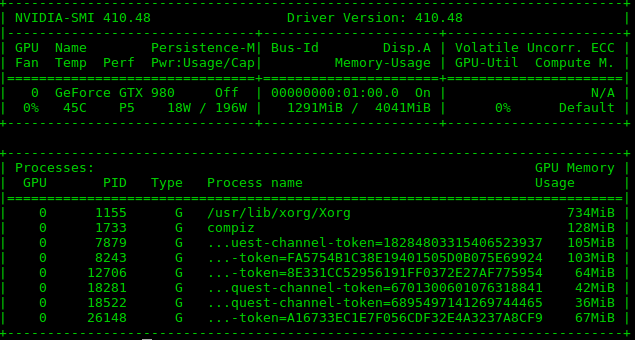 NVIDIA-SMI 410.48 Driver Version: 410.48
GPU Name Persistence-M| Bus-Id Disp.A | Volatile Uncorr. ECC
Fan Temp Perf Pwr:Usage/Cap| Memory-Usage | GPU-Util Compute M.
0 GeForce GTX 980 Off | 00000000:01:00.0 On | N/A
0% 45C P5 18W / 196W | 1291MiB / 4041MiB | 0% Default
Processes: GPU Memory
GPU PID Type Process name Usage
0 1155 G /usr/lib/xorg/Xorg 734MiB
0 1733 G compiz 128MiB
0 7879 G ...uest-channel-token=18284803315406523937 105MiB
0 8243 G ...-token=FA5754B1C38E19401505D0B075E69924 103MiB
0 12706 G ...-token=8E331CC52956191FF0372E27AF775954 64MiB
0 18281 G ...quest-channel-token=6701300601076318841 42MiB
0 18522 G ...quest-channel-token=6895497141269744465 36MiB
0 26148 G ...-token=A16733EC1E7F056CDF32E4A3237A8CF9 67MiB